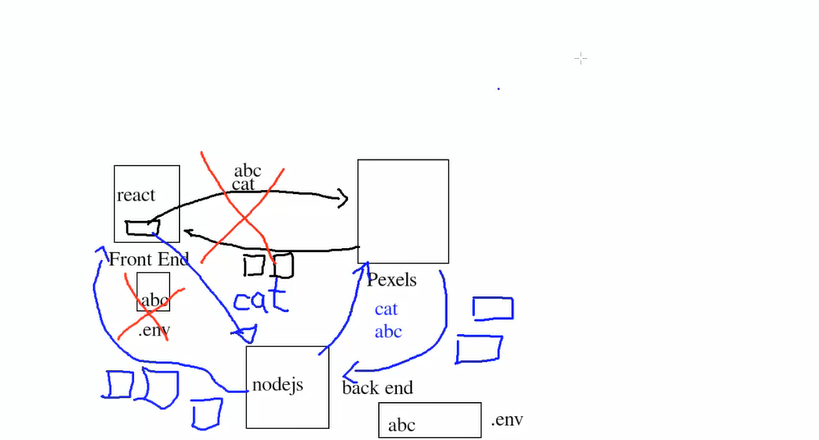 abc
cat
react
Front End
abc
.env
cat
Pexels
cat
abc
nodejs
back end
abc
.env